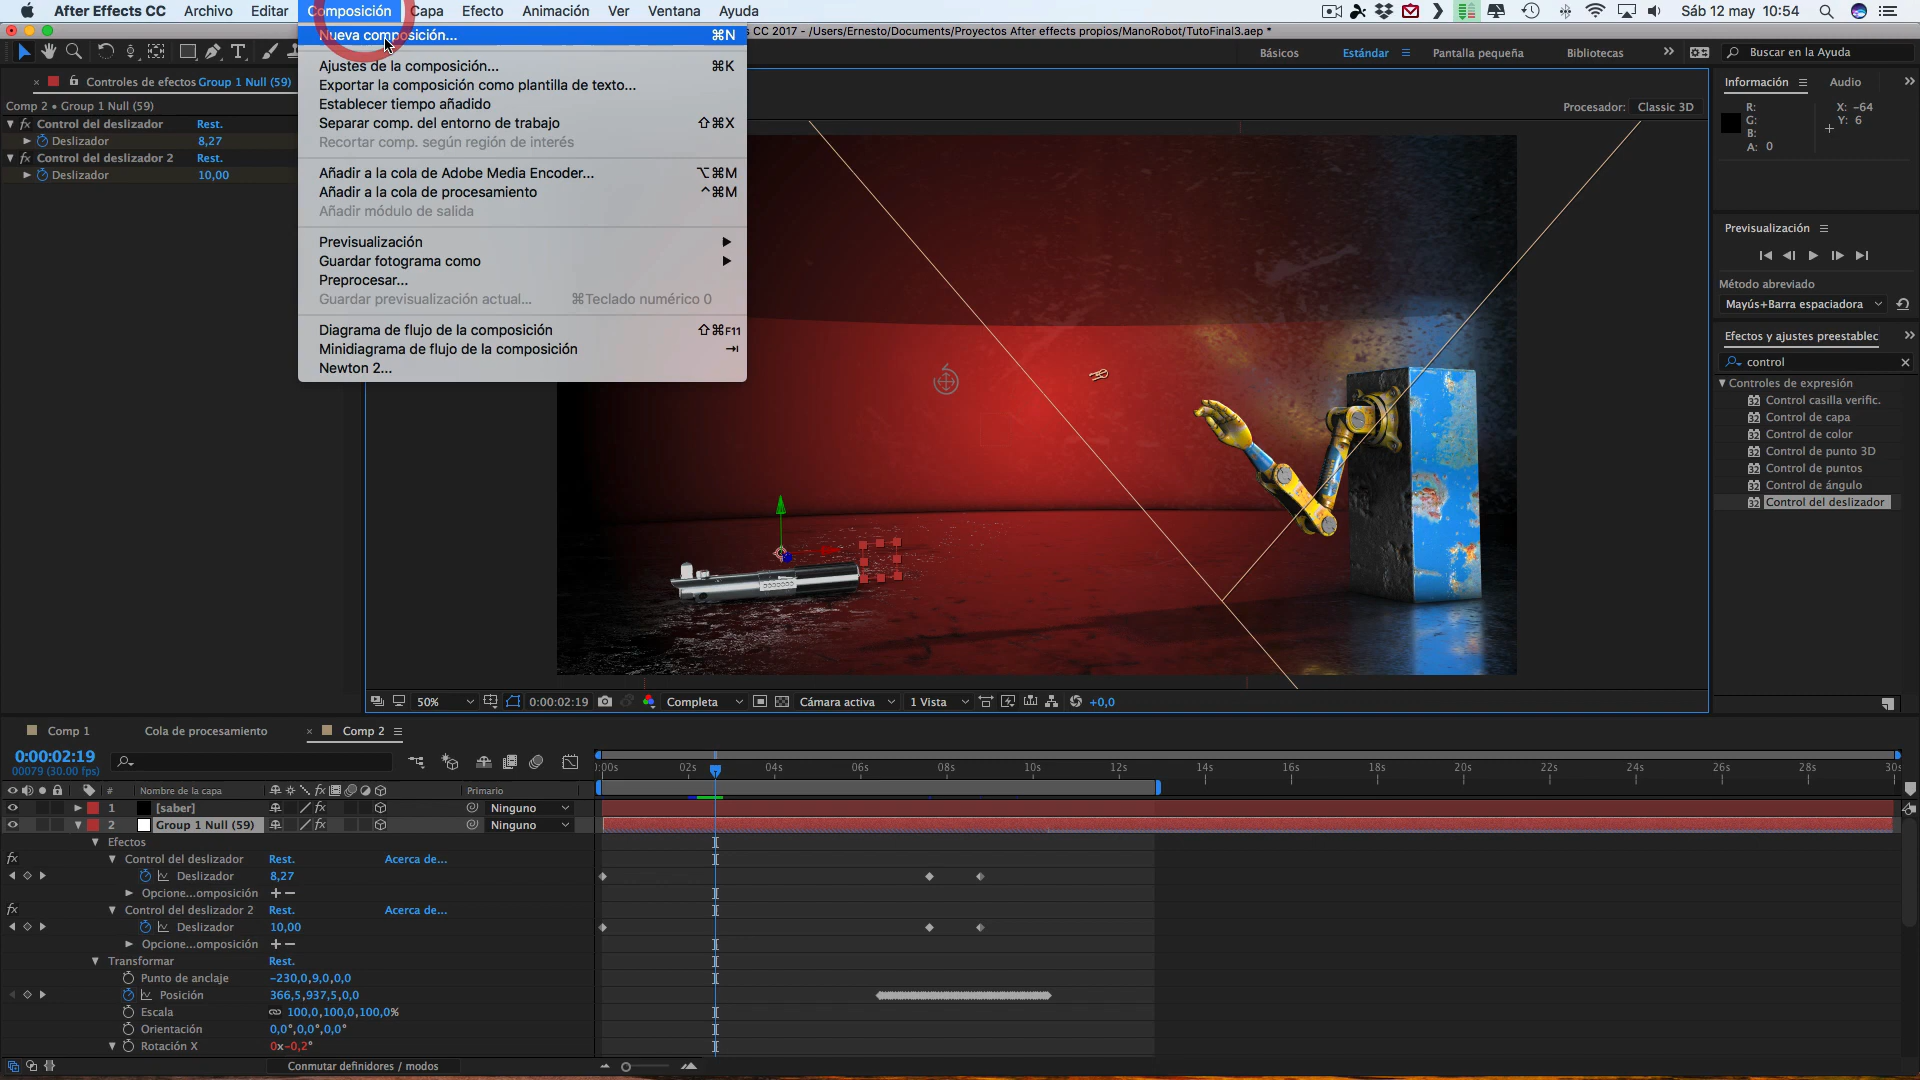 After Effects CC Archivo Editar Composición Capa Efecto Animación Ver Ventana Ayuda Sáb 12 may 10:54
CC 2017 - /Users/Ernesto/Documents/Proyectos After effects propios/ManoRobot/TutoFinal3.aep *
Nueva composición... ⌘N
Ajustes de la composición... ⌘K
Exportar la composición como plantilla de texto...
Establecer tiempo añadido
Separar comp. del entorno de trabajo ⇧⌘X
Recortar comp. según región de interés
Añadir a la cola de Adobe Media Encoder... ⌥⌘M
Añadir a la cola de procesamiento ^⌘M
Añadir módulo de salida
Previsualización
Guardar fotograma como
Preprocesar...
Guardar previsualización actual... ⌘Teclado numérico 0
Diagrama de flujo de la composición ⇧⌘F11
Minidiagrama de flujo de la composición
Newton 2...
Básicos Estándar Pantalla pequeña Bibliotecas Buscar en la Ayuda
Controles de efectos Group 1 Null (59)
Comp 2 • Group 1 Null (59)
fx Control del deslizador Rest.
Deslizador 8,27
fx Control del deslizador 2 Rest.
Deslizador 10,00
Procesador: Classic 3D
Información Audio
R: X: -64
G: Y: 6
B:
A: 0
Previsualización
Método abreviado
Mayús+Barra espaciadora
Efectos y ajustes preestablec
control
Controles de expresión
Control casilla verific.
Control de capa
Control de color
Control de punto 3D
Control de puntos
Control de ángulo
Control del deslizador
50% 0:00:02:19 Completa Cámara activa 1 Vista +0,0
Comp 1 Cola de procesamiento Comp 2
0:00:02:19
00079 (30.00 fps)
:00s 02s 04s 06s 08s 10s 12s 14s 16s 18s 20s 22s 24s 26s 28s 30s
# Nombre de la capa fx Primario
1 [saber] fx Ninguno
2 Group 1 Null (59) fx Ninguno
Efectos
fx Control del deslizador Rest. Acerca de...
Deslizador 8,27
Opcione...omposición
fx Control del deslizador 2 Rest. Acerca de...
Deslizador 10,00
Opcione...omposición
Transformar Rest.
Punto de anclaje -230,0,9,0,0,0
Posición 366,5,937,5,0,0
Escala 100,0,100,0,100,0%
Orientación 0,0°,0,0°,0,0°
Rotación X 0x-0,2°
Conmutar definidores / modos